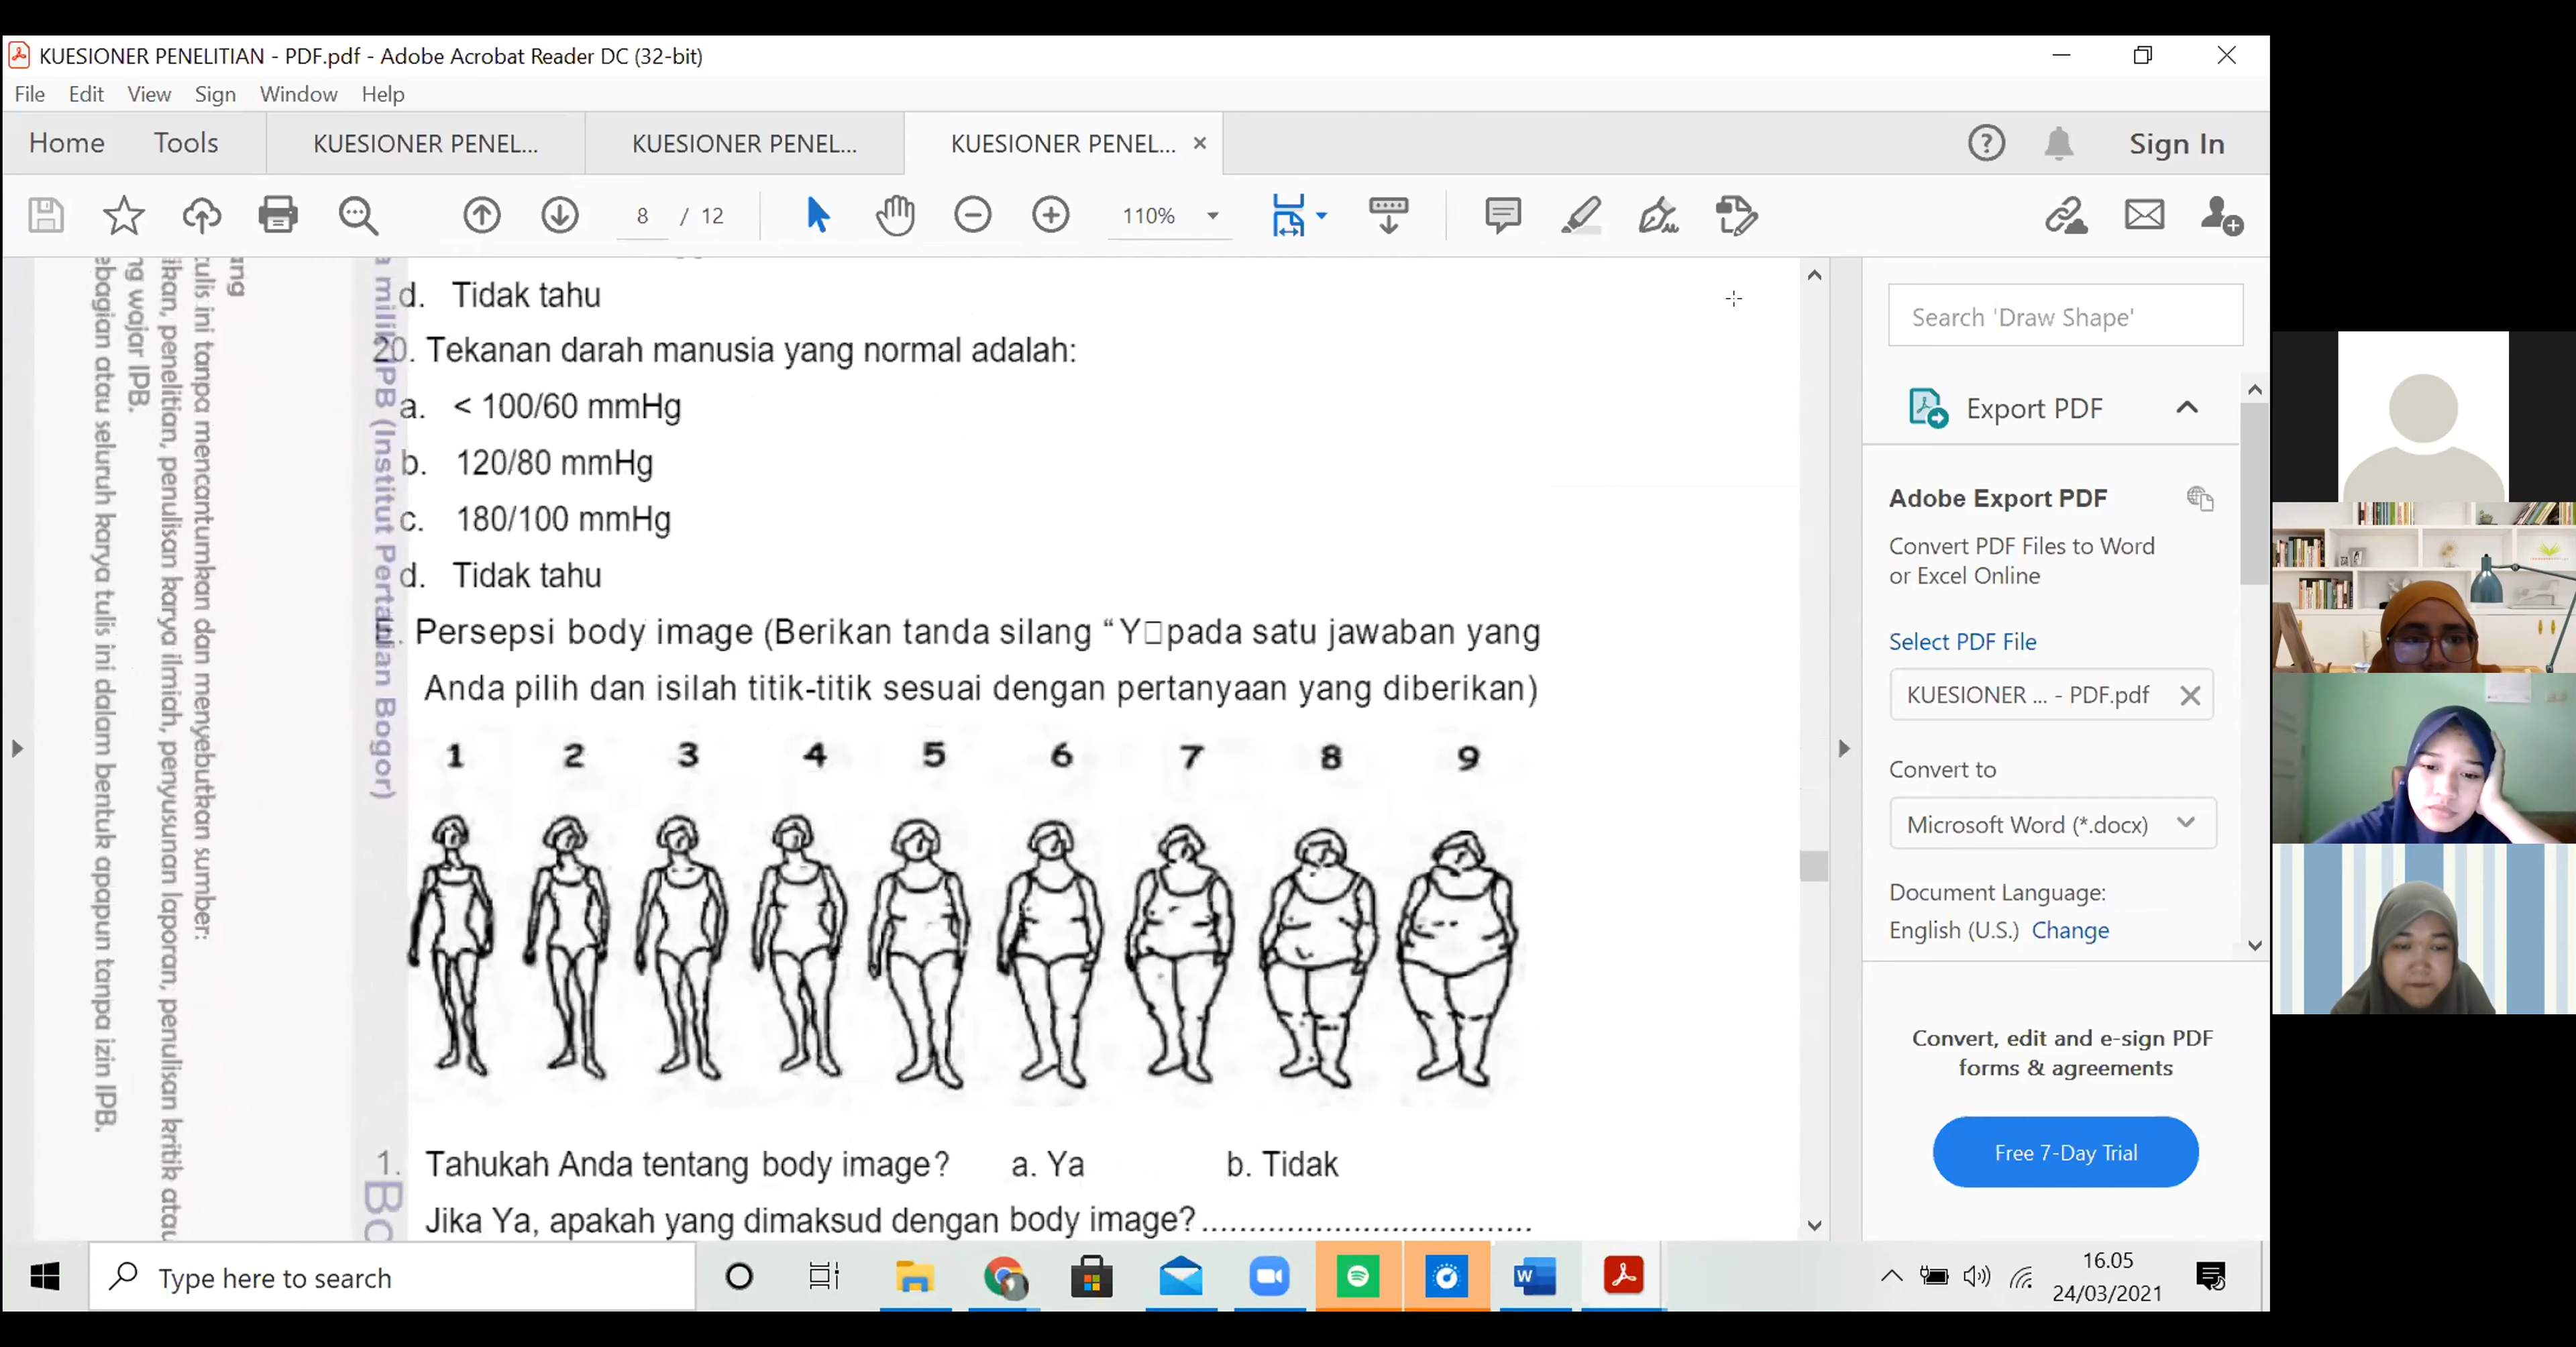 KUESIONER PENELITIAN - PDF.pdf - Adobe Acrobat Reader DC (32-bit)
File Edit View Sign Window Help
Home Tools KUESIONER PENEL... KUESIONER PENEL... KUESIONER PENEL... Sign In
8 / 12 110%
d. Tidak tahu
20. Tekanan darah manusia yang normal adalah:
a. < 100/60 mmHg
b. 120/80 mmHg
c. 180/100 mmHg
d. Tidak tahu
Persepsi body image (Berikan tanda silang “Y□pada satu jawaban yang
Anda pilih dan isilah titik-titik sesuai dengan pertanyaan yang diberikan)
1 2 3 4 5 6 7 8 9
1. Tahukah Anda tentang body image? a. Ya b. Tidak
Jika Ya, apakah yang dimaksud dengan body image?...................................
ang
tulis ini tanpa mencantumkan dan menyebutkan sumber:
ikan, penelitian, penulisan karya ilmiah, penyusunan laporan, penulisan kritik atau
ng wajar IPB.
ebagian atau seluruh karya tulis ini dalam bentuk apapun tanpa izin IPB.
a milik IPB (Institut Pertanian Bogor)
Bo
Search 'Draw Shape'
Export PDF
Adobe Export PDF
Convert PDF Files to Word
or Excel Online
Select PDF File
KUESIONER ... - PDF.pdf
Convert to
Microsoft Word (*.docx)
Document Language:
English (U.S.) Change
Convert, edit and e-sign PDF
forms & agreements
Free 7-Day Trial
Type here to search
16.05
24/03/2021